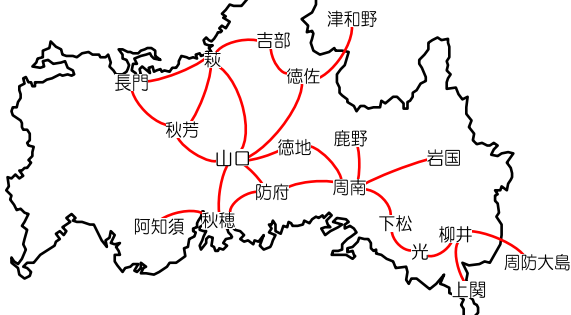 津和野
吉部
萩
徳佐
長門
秋芳
鹿野
徳地
山口
岩国
防府
周南
秋穂
阿知須
下松
柳井
光
周防大島
上関